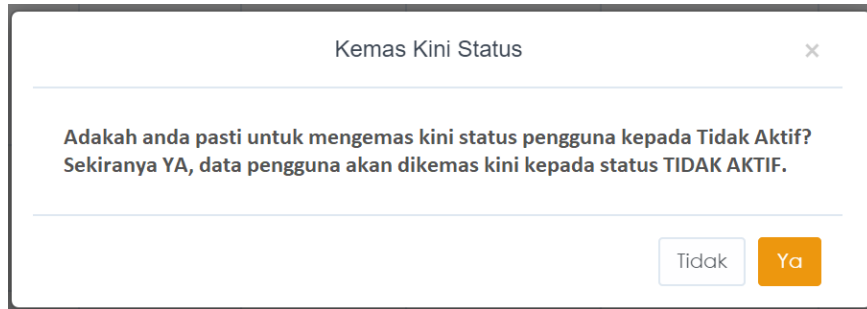 Kemas Kini Status
×
Adakah anda pasti untuk mengemas kini status pengguna kepada Tidak Aktif?
Sekiranya YA, data pengguna akan dikemas kini kepada status TIDAK AKTIF.
Tidak
Ya